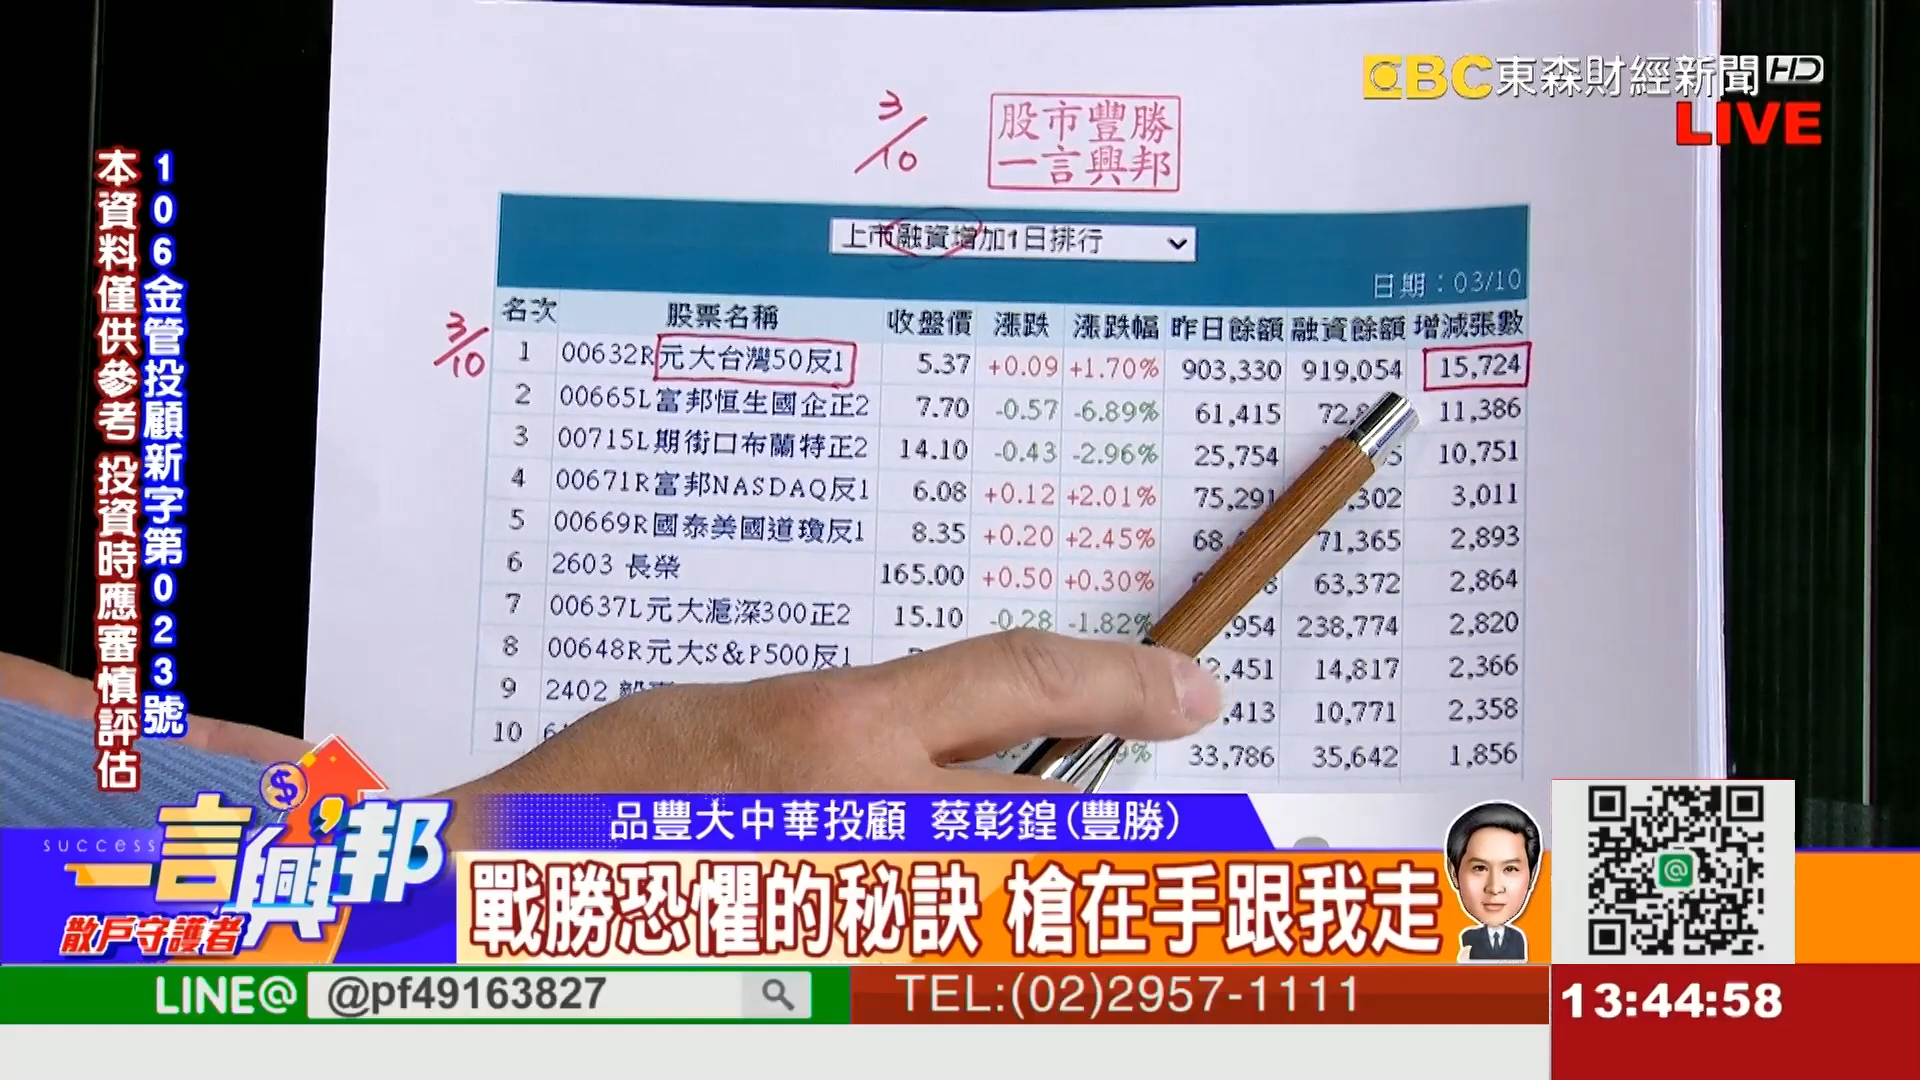 EBC東森財經新聞HD
LIVE
106金管投顧新字第023號
本資料僅供參考 投資時應審慎評估
3/10
股市豐勝
一言興邦
上市融資增加1日排行
日期：03/10
名次 股票名稱 收盤價 漲跌 漲跌幅 昨日餘額 融資餘額 增減張數
3/10
1 00632R元大台灣50反1 5.37 +0.09 +1.70% 903,330 919,054 15,724
2 00665L富邦恒生國企正2 7.70 -0.57 -6.89% 61,415 11,386
3 00715L期街口布蘭特正2 14.10 -0.43 -2.96% 25,754 10,751
4 00671R富邦NASDAQ反1 6.08 +0.12 +2.01% 75,291 3,011
5 00669R國泰美國道瓊反1 8.35 +0.20 +2.45% 71,365 2,893
6 2603 長榮 165.00 +0.50 +0.30% 63,372 2,864
7 00637L元大滬深300正2 15.10 -0.28 -1.82% 238,774 2,820
8 00648R元大S&P500反1 14,817 2,366
9 2402 10,771 2,358
10 33,786 35,642 1,856
品豐大中華投顧 蔡彰鍠(豐勝)
success
一言興邦
散戶守護者
戰勝恐懼的秘訣 槍在手跟我走
LINE@ @pf49163827
TEL:(02)2957-1111
13:44:58